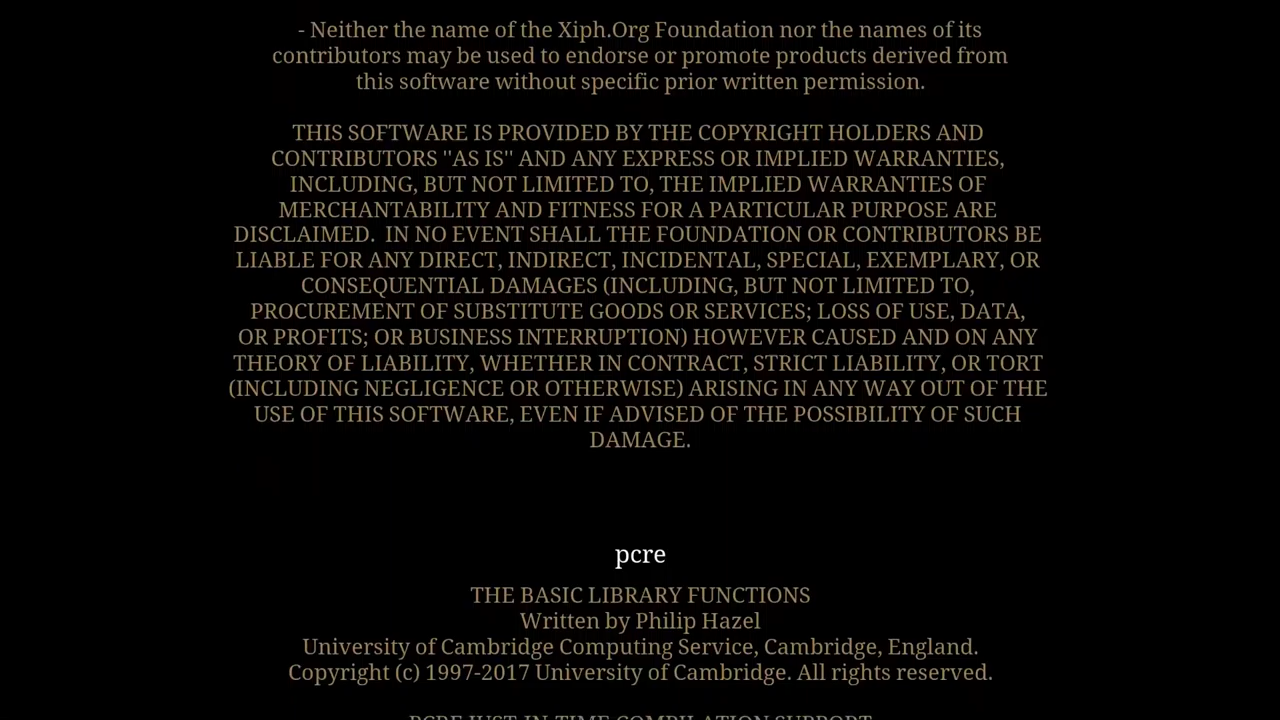 - Neither the name of the Xiph.Org Foundation nor the names of its
contributors may be used to endorse or promote products derived from
this software without specific prior written permission.
THIS SOFTWARE IS PROVIDED BY THE COPYRIGHT HOLDERS AND
CONTRIBUTORS ''AS IS'' AND ANY EXPRESS OR IMPLIED WARRANTIES,
INCLUDING, BUT NOT LIMITED TO, THE IMPLIED WARRANTIES OF
MERCHANTABILITY AND FITNESS FOR A PARTICULAR PURPOSE ARE
DISCLAIMED.  IN NO EVENT SHALL THE FOUNDATION OR CONTRIBUTORS BE
LIABLE FOR ANY DIRECT, INDIRECT, INCIDENTAL, SPECIAL, EXEMPLARY, OR
CONSEQUENTIAL DAMAGES (INCLUDING, BUT NOT LIMITED TO,
PROCUREMENT OF SUBSTITUTE GOODS OR SERVICES; LOSS OF USE, DATA,
OR PROFITS; OR BUSINESS INTERRUPTION) HOWEVER CAUSED AND ON ANY
THEORY OF LIABILITY, WHETHER IN CONTRACT, STRICT LIABILITY, OR TORT
(INCLUDING NEGLIGENCE OR OTHERWISE) ARISING IN ANY WAY OUT OF THE
USE OF THIS SOFTWARE, EVEN IF ADVISED OF THE POSSIBILITY OF SUCH
DAMAGE.
pcre
THE BASIC LIBRARY FUNCTIONS
Written by Philip Hazel
University of Cambridge Computing Service, Cambridge, England.
Copyright (c) 1997-2017 University of Cambridge. All rights reserved.
PCRE JUST-IN-TIME COMPILATION SUPPORT